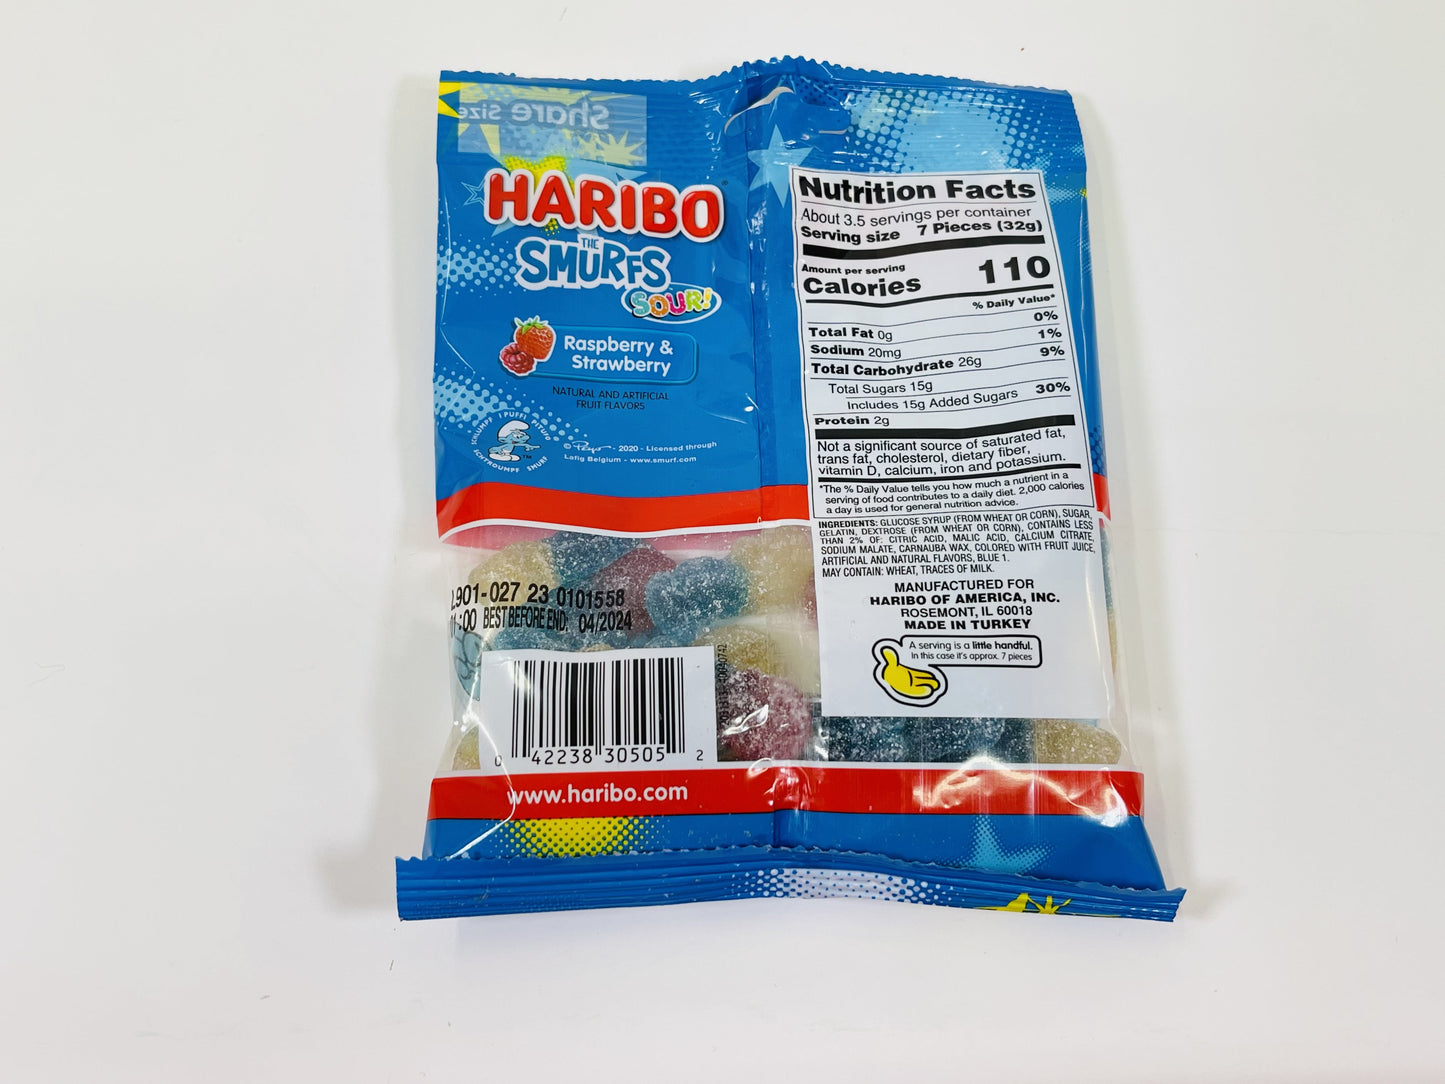 Share Size
HARIBO
THE
SMURFS
SOUR!
Raspberry &
Strawberry
NATURAL AND ARTIFICIAL
FRUIT FLAVORS
SCHLUMPF I PUFFI PITUFO
SCHTROUMPF SMURF
TM
© Peyo - 2020 - Licensed through
Lafig Belgium - www.smurf.com
Nutrition Facts
About 3.5 servings per container
Serving size 7 Pieces (32g)
Amount per serving
Calories 110
% Daily Value*
Total Fat 0g 0%
Sodium 20mg 1%
Total Carbohydrate 26g 9%
Total Sugars 15g
Includes 15g Added Sugars 30%
Protein 2g
Not a significant source of saturated fat,
trans fat, cholesterol, dietary fiber,
vitamin D, calcium, iron and potassium.
*The % Daily Value tells you how much a nutrient in a
serving of food contributes to a daily diet. 2,000 calories
a day is used for general nutrition advice.
INGREDIENTS: GLUCOSE SYRUP (FROM WHEAT OR CORN), SUGAR,
GELATIN, DEXTROSE (FROM WHEAT OR CORN), CONTAINS LESS
THAN 2% OF: CITRIC ACID, MALIC ACID, CALCIUM CITRATE,
SODIUM MALATE, CARNAUBA WAX, COLORED WITH FRUIT JUICE,
ARTIFICIAL AND NATURAL FLAVORS, BLUE 1.
MAY CONTAIN: WHEAT, TRACES OF MILK.
MANUFACTURED FOR
HARIBO OF AMERICA, INC.
ROSEMONT, IL 60018
MADE IN TURKEY
A serving is a little handful.
In this case it's approx. 7 pieces
L901-027 23 0101558
:00 BEST BEFORE END: 04/2024
0 42238 30505 2
www.haribo.com